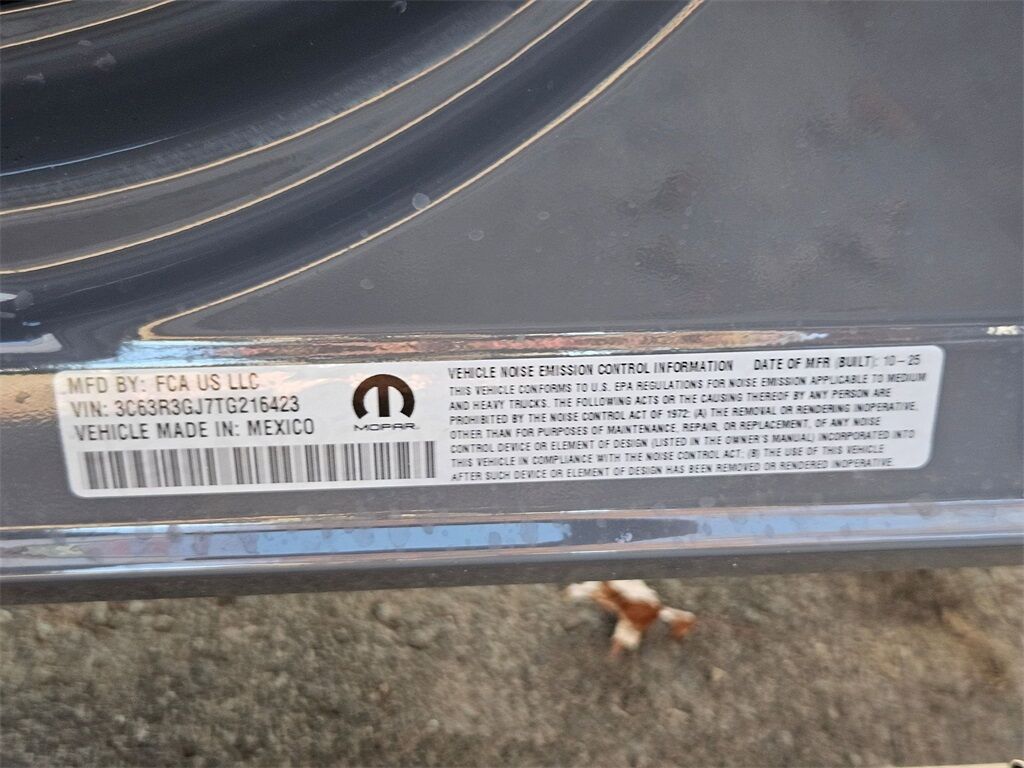 MFD BY: FCA US LLC
VIN: 3C63R3GJ7TG216423
VEHICLE MADE IN: MEXICO
MOPAR
VEHICLE NOISE EMISSION CONTROL INFORMATION DATE OF MFR (BUILT): 10-25
THIS VEHICLE CONFORMS TO U.S. EPA REGULATIONS FOR NOISE EMISSION APPLICABLE TO MEDIUM
AND HEAVY TRUCKS. THE FOLLOWING ACTS OR THE CAUSING THEREOF BY ANY PERSON ARE
PROHIBITED BY THE NOISE CONTROL ACT OF 1972: (A) THE REMOVAL OR RENDERING INOPERATIVE,
OTHER THAN FOR PURPOSES OF MAINTENANCE, REPAIR, OR REPLACEMENT, OF ANY NOISE
CONTROL DEVICE OR ELEMENT OF DESIGN (LISTED IN THE OWNER'S MANUAL) INCORPORATED INTO
THIS VEHICLE IN COMPLIANCE WITH THE NOISE CONTROL ACT; (B) THE USE OF THIS VEHICLE
AFTER SUCH DEVICE OR ELEMENT OF DESIGN HAS BEEN REMOVED OR RENDERED INOPERATIVE.